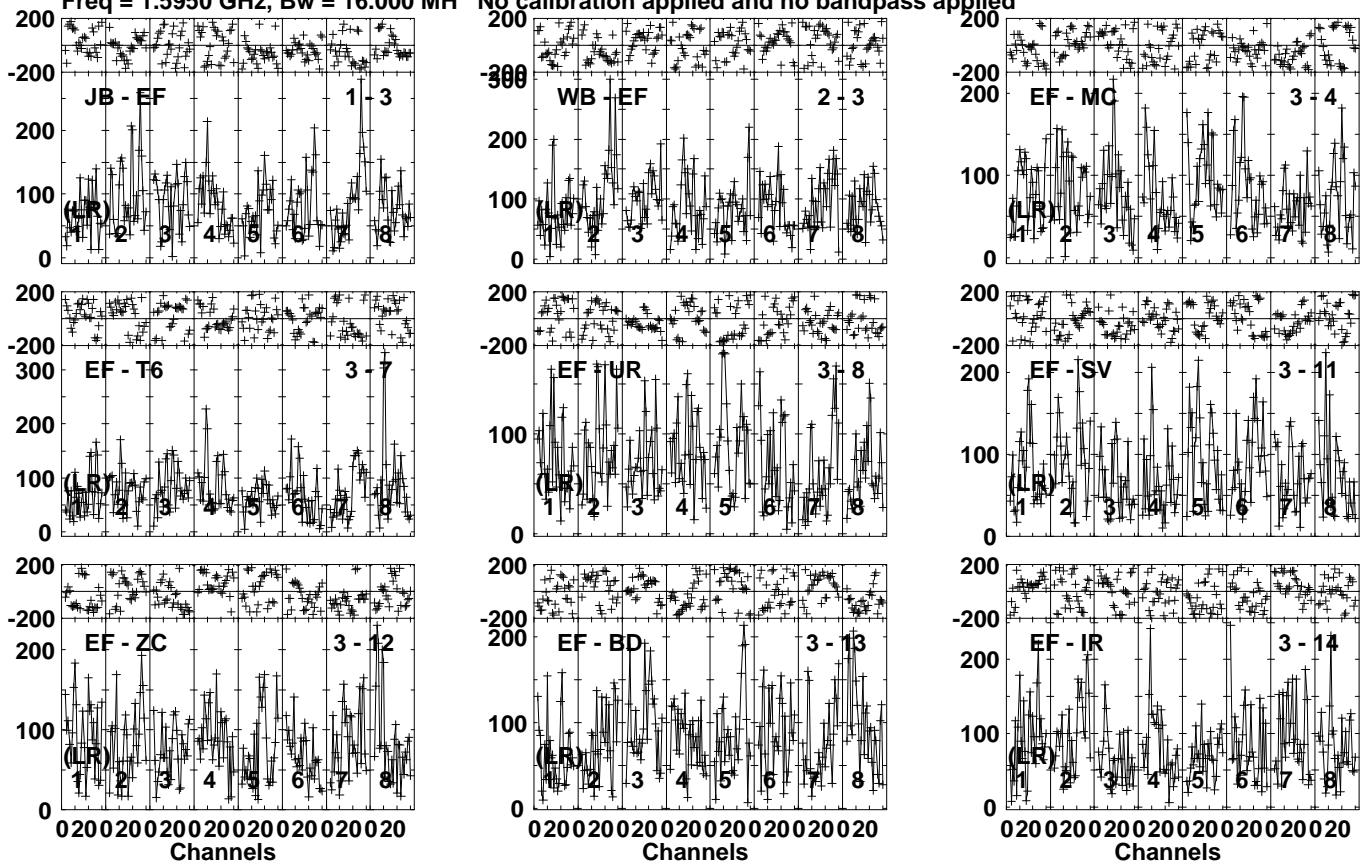 Freq = 1.5950 GHz, Bw = 16.000 MH No calibration applied and no bandpass applied
200
-200
JB - EF 1 - 3
200
100
0
(LR)
1 2 3 4 5 6 7 8
200
-200
300
WB - EF 2 - 3
200
100
0
(LR)
1 2 3 4 5 6 7 8
200
-200
EF - MC 3 - 4
200
100
0
(LR)
1 2 3 4 5 6 7 8
200
-200
EF - T6 3 - 7
300
200
100
0
(LR)
1 2 3 4 5 6 7 8
200
-200
EF - UR 3 - 8
100
0
(LR)
1 2 3 4 5 6 7 8
200
-200
EF - SV 3 - 11
200
100
0
(LR)
1 2 3 4 5 6 7 8
200
-200
EF - ZC 3 - 12
200
100
0
(LR)
1 2 3 4 5 6 7 8
0 20 0 20 0 20 0 20 0 20 0 20 0 20 0 20
Channels
200
-200
EF - BD 3 - 13
200
100
0
(LR)
1 2 3 4 5 6 7 8
0 20 0 20 0 20 0 20 0 20 0 20 0 20 0 20
Channels
200
-200
EF - IR 3 - 14
200
100
0
(LR)
1 2 3 4 5 6 7 8
0 20 0 20 0 20 0 20 0 20 0 20 0 20 0 20
Channels